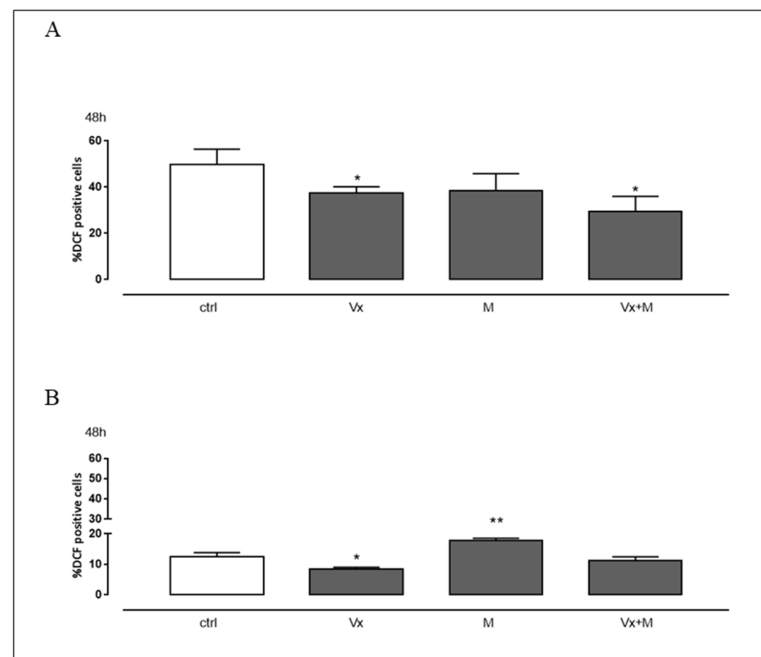 A
48h
%DCF positive cells
60
40
20
0
*
*
ctrl Vx M Vx+M
B
48h
%DCF positive cells
60
50
40
30
20
10
0
*
**
ctrl Vx M Vx+M